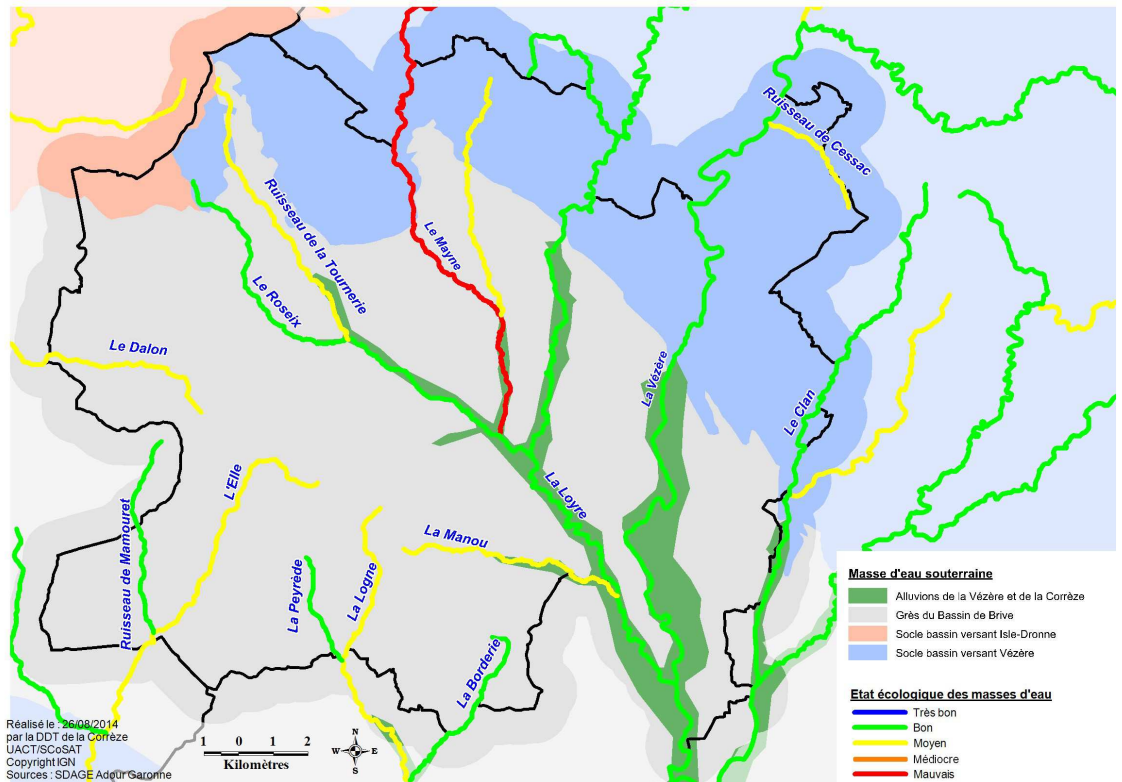 Ruisseau de Cessac
Ruisseau de la Tournerie
Le Mayne
Le Roseix
Le Dalon
La Vézère
Le Clan
L'Elle
La Loyre
Ruisseau de Mamouret
La Manou
La Peyrède
La Logne
La Borderie
Masse d'eau souterraine
Alluvions de la Vézère et de la Corrèze
Grès du Bassin de Brive
Socle bassin versant Isle-Dronne
Socle bassin versant Vézère
Etat écologique des masses d'eau
Très bon
Bon
Moyen
Médiocre
Mauvais
Réalisé le : 26/08/2014
par la DDT de la Corrèze
UACT/SCoSAT
Copyright IGN
Sources : SDAGE Adour Garonne
1 0 1 2
Kilomètres
N
W E
S